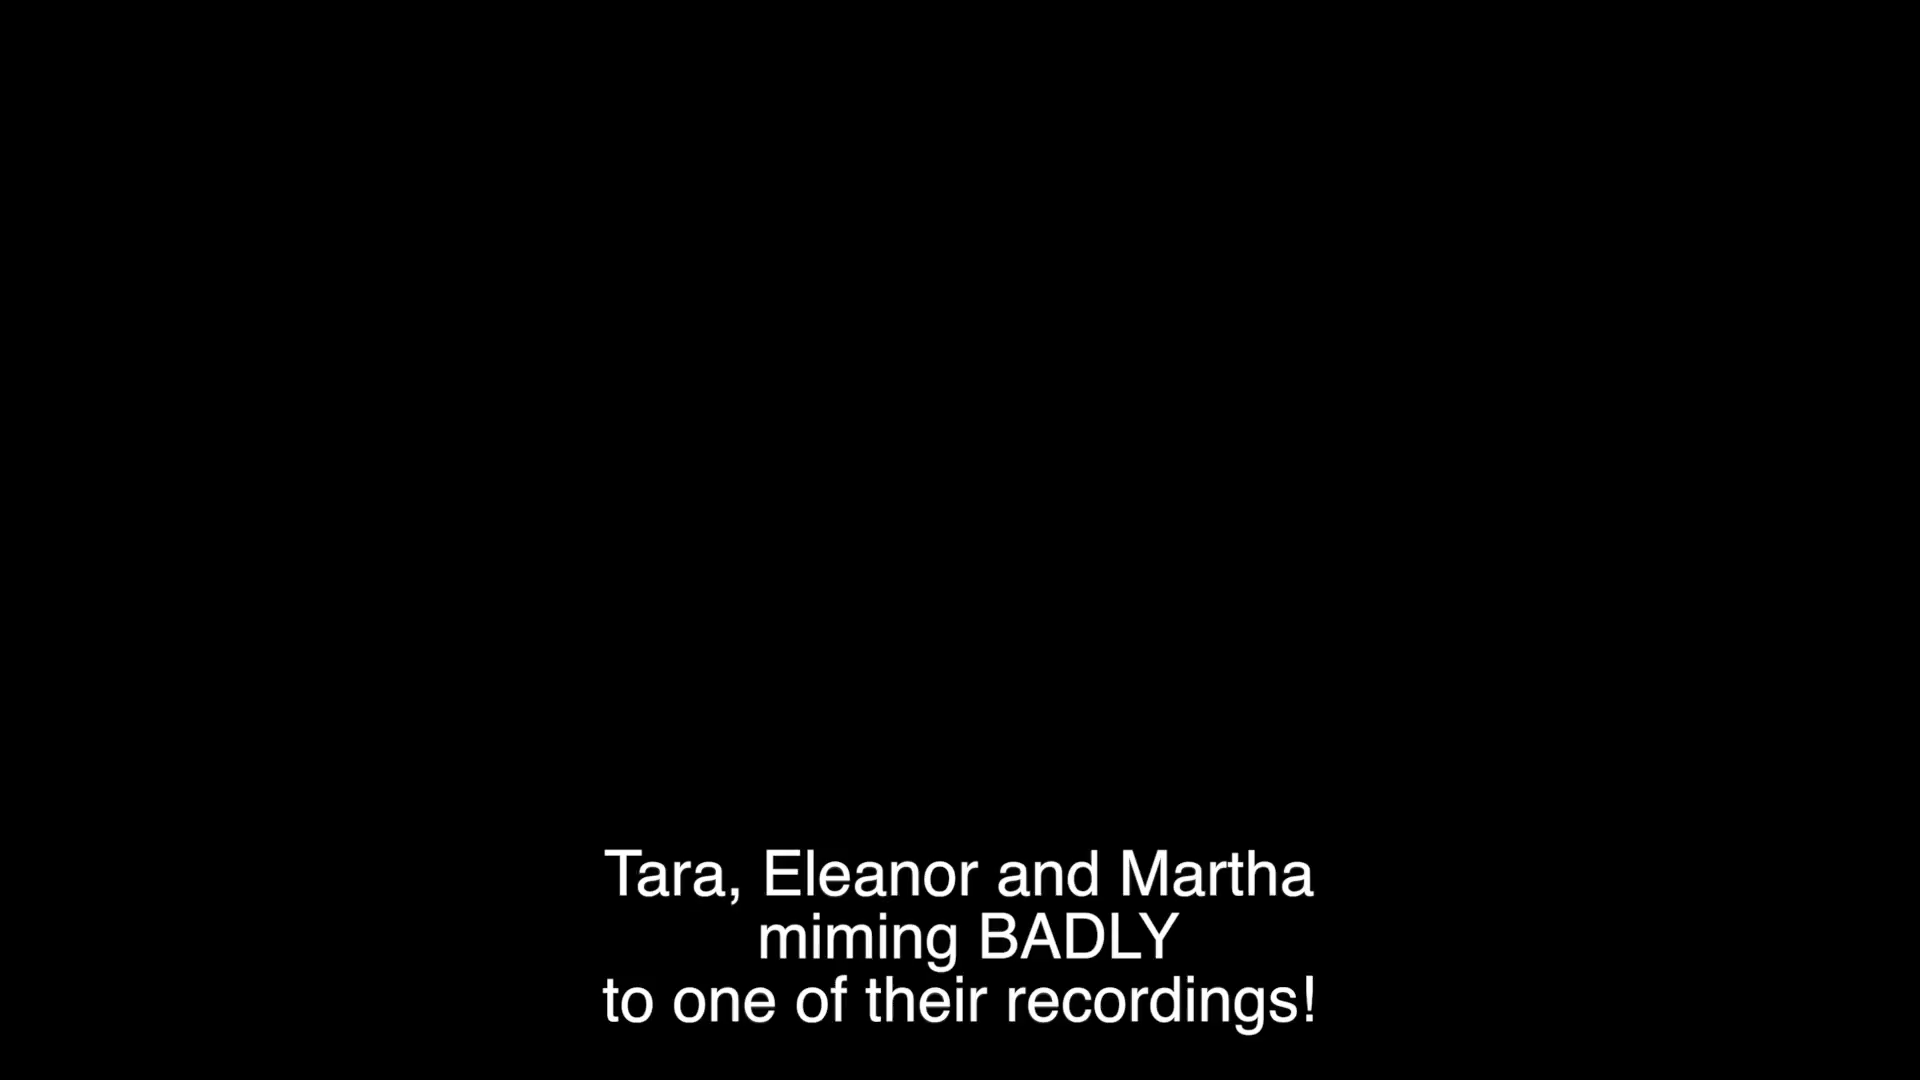 Tara, Eleanor and Martha
miming BADLY
to one of their recordings!